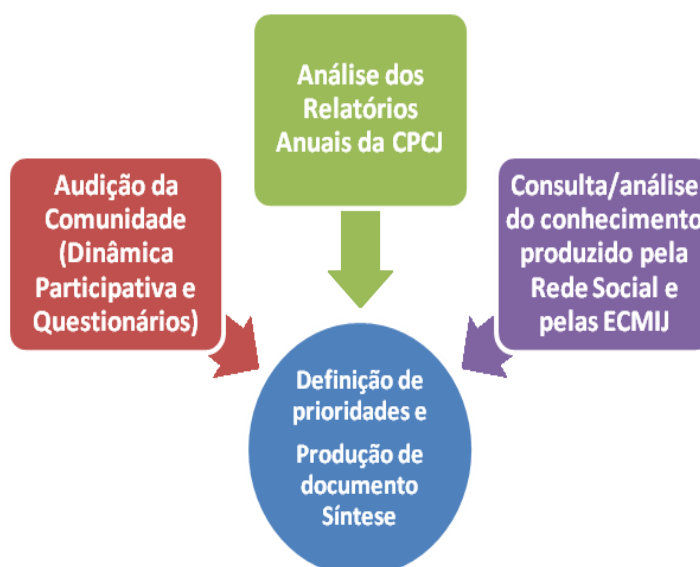 Análise dos
Relatórios
Anuais da CPCJ
Audição da
Comunidade
(Dinâmica
Participativa e
Questionários)
Consulta/análise
do conhecimento
produzido pela
Rede Social e
pelas ECMIJ
Definição de
prioridades e
Produção de
documento
Síntese